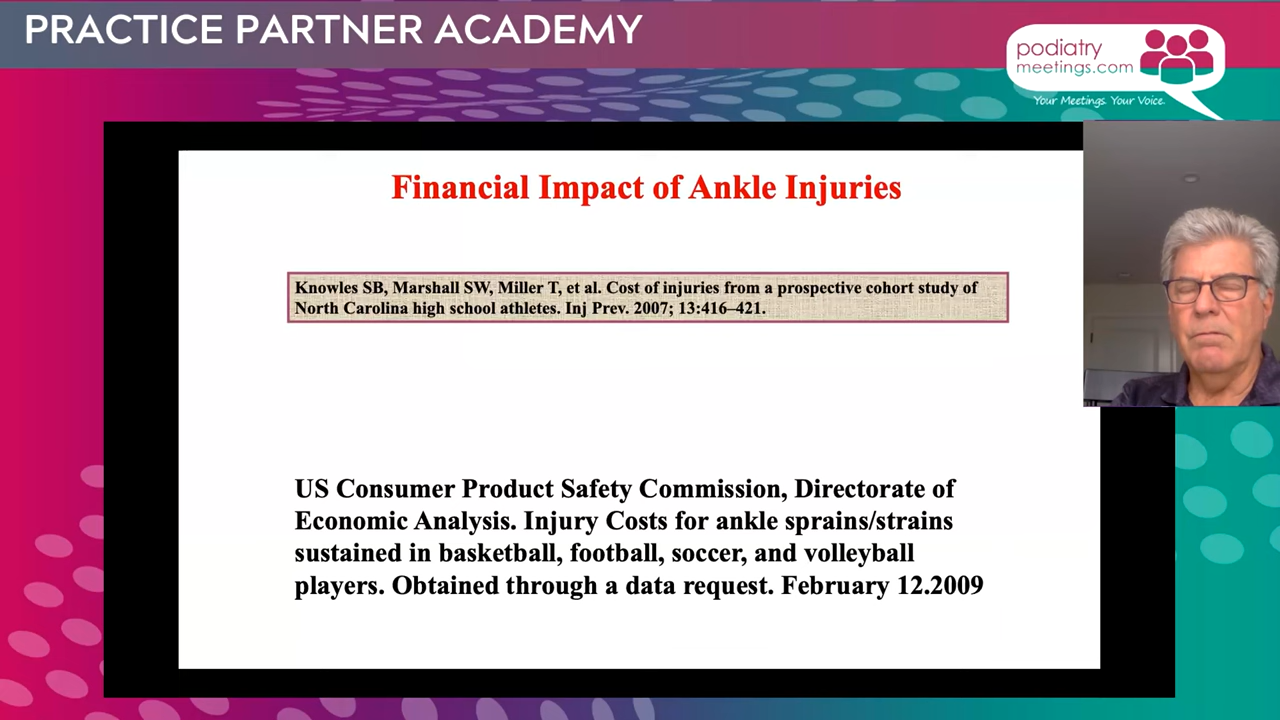 PRACTICE PARTNER ACADEMY
podiatry
meetings.com
Your Meetings. Your Voice.
Financial Impact of Ankle Injuries
Knowles SB, Marshall SW, Miller T, et al. Cost of injuries from a prospective cohort study of
North Carolina high school athletes. Inj Prev. 2007; 13:416–421.
US Consumer Product Safety Commission, Directorate of
Economic Analysis. Injury Costs for ankle sprains/strains
sustained in basketball, football, soccer, and volleyball
players. Obtained through a data request. February 12.2009